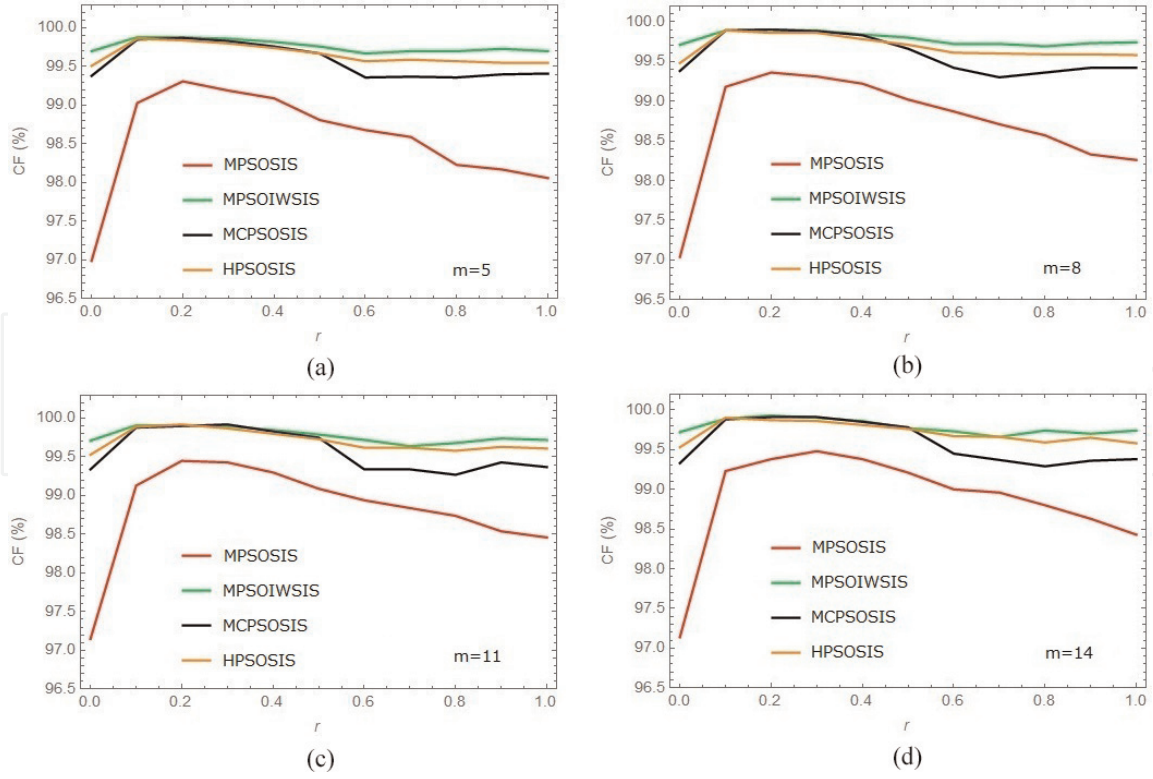 100.0
99.5
99.0
98.5
98.0
97.5
97.0
96.5
CF (%)
MPSOSIS
MPSOIWSIS
MCPSOSIS
HPSOSIS
m=5
0.0 0.2 0.4 0.6 0.8 1.0
r
(a)
100.0
99.5
99.0
98.5
98.0
97.5
97.0
96.5
CF (%)
MPSOSIS
MPSOIWSIS
MCPSOSIS
HPSOSIS
m=8
0.0 0.2 0.4 0.6 0.8 1.0
r
(b)
100.0
99.5
99.0
98.5
98.0
97.5
97.0
96.5
CF (%)
MPSOSIS
MPSOIWSIS
MCPSOSIS
HPSOSIS
m=11
0.0 0.2 0.4 0.6 0.8 1.0
r
(c)
100.0
99.5
99.0
98.5
98.0
97.5
97.0
96.5
CF (%)
MPSOSIS
MPSOIWSIS
MCPSOSIS
HPSOSIS
m=14
0.0 0.2 0.4 0.6 0.8 1.0
r
(d)